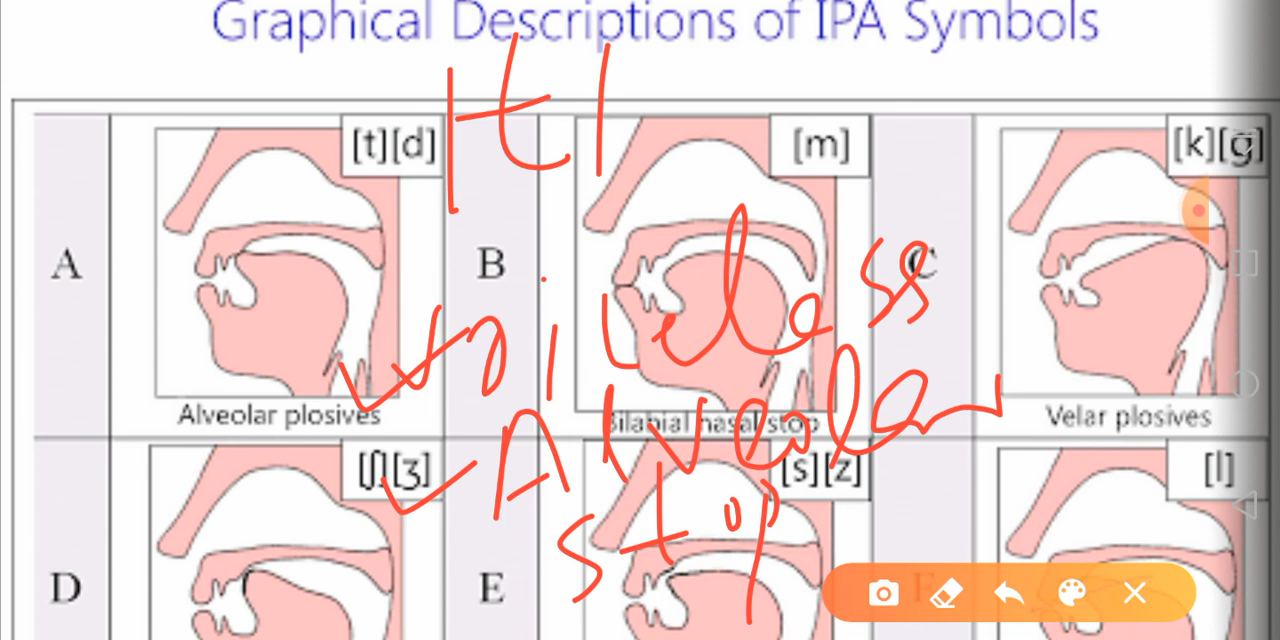 Graphical Descriptions of IPA Symbols
|t|
[t][d] [m] [k][g]
A B C
voiceless
Alveolar plosives Bilabial nasal stop Velar plosives
Alveolar
[ʃ][ʒ] [s][z] [l]
stop
D E F